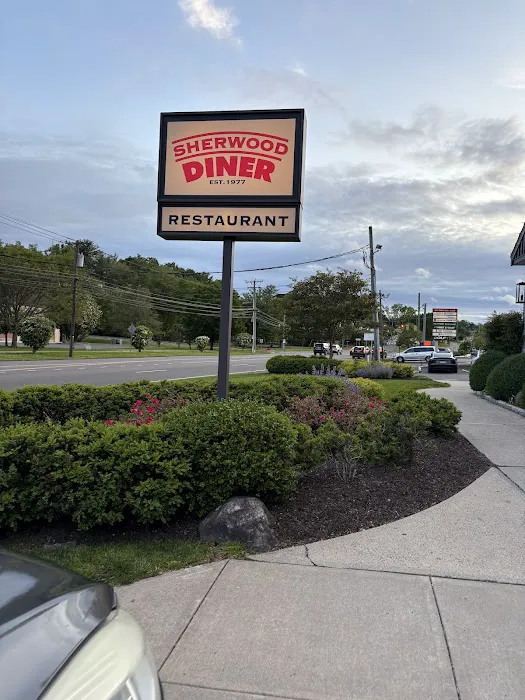 SHERWOOD
DINER
EST. 1977
RESTAURANT